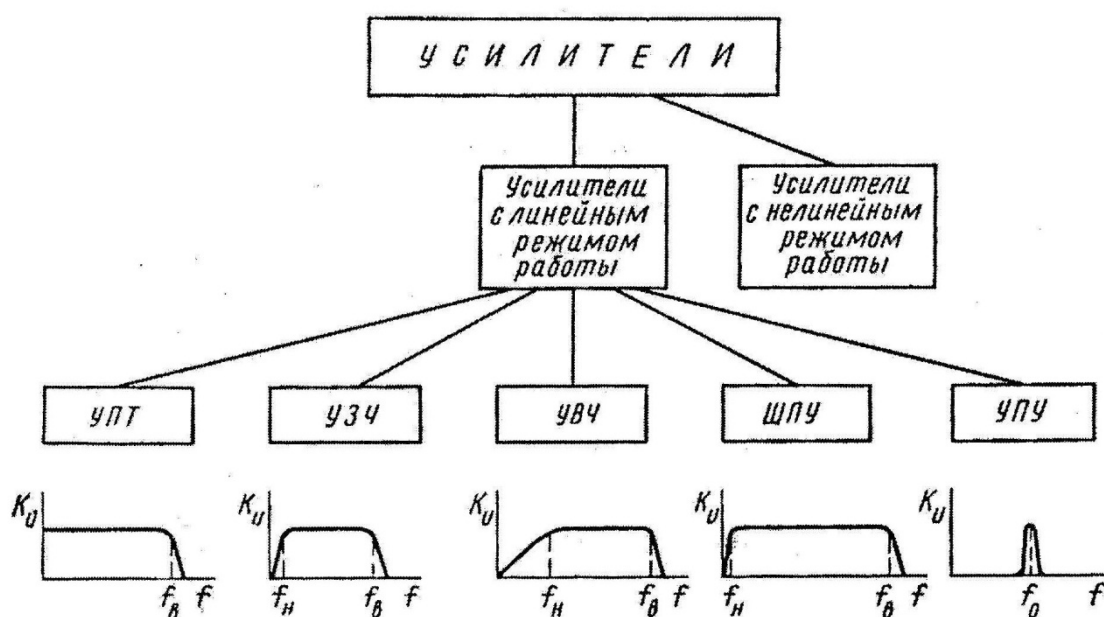 УСИЛИТЕЛИ
Усилители
с линейным
режимом
работы
Усилители
с нелинейным
режимом
работы
УПТ
УЗЧ
УВЧ
ШПУ
УПУ
K_U
f_в f
K_U
f_н f_в f
K_U
f_н f_в f
K_U
f_н f_в f
K_U
f_0 f